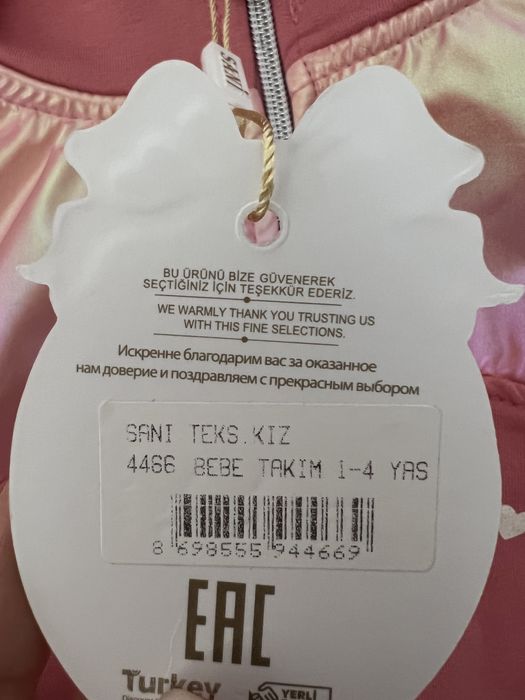 SANI
BU ÜRÜNÜ BİZE GÜVENEREK
SEÇTİĞİNİZ İÇİN TEŞEKKÜR EDERİZ.
WE WARMLY THANK YOU TRUSTING US
WITH THIS FINE SELECTIONS.
Искренне благодарим вас за оказанное
нам доверие и поздравляем с прекрасным выбором
SANI TEKS.KIZ
4466 BEBE TAKIM 1-4 YAS
8 698555 944669
EAC
Turkey
YERLİ